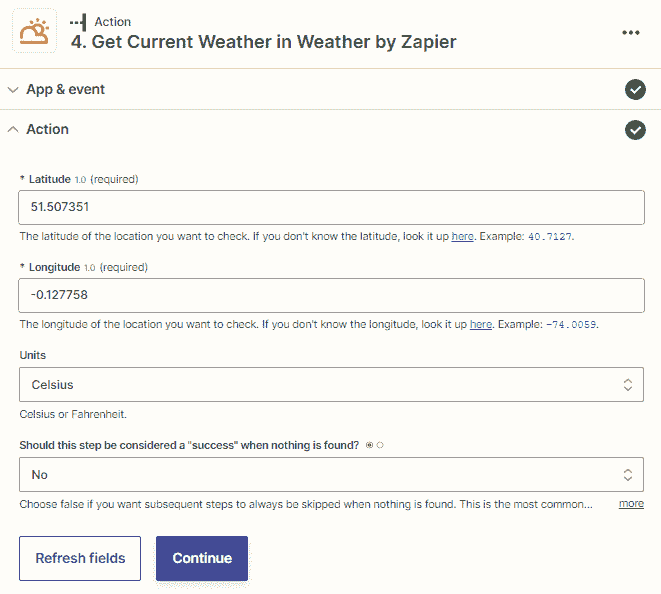 Action
4. Get Current Weather in Weather by Zapier
App & event
Action
* Latitude 1.0 (required)
51.507351
The latitude of the location you want to check. If you don't know the latitude, look it up here. Example: 40.7127.
* Longitude 1.0 (required)
-0.127758
The longitude of the location you want to check. If you don't know the longitude, look it up here. Example: -74.0059.
Units
Celsius
Celsius or Fahrenheit.
Should this step be considered a "success" when nothing is found?
No
Choose false if you want subsequent steps to always be skipped when nothing is found. This is the most common... more
Refresh fields Continue